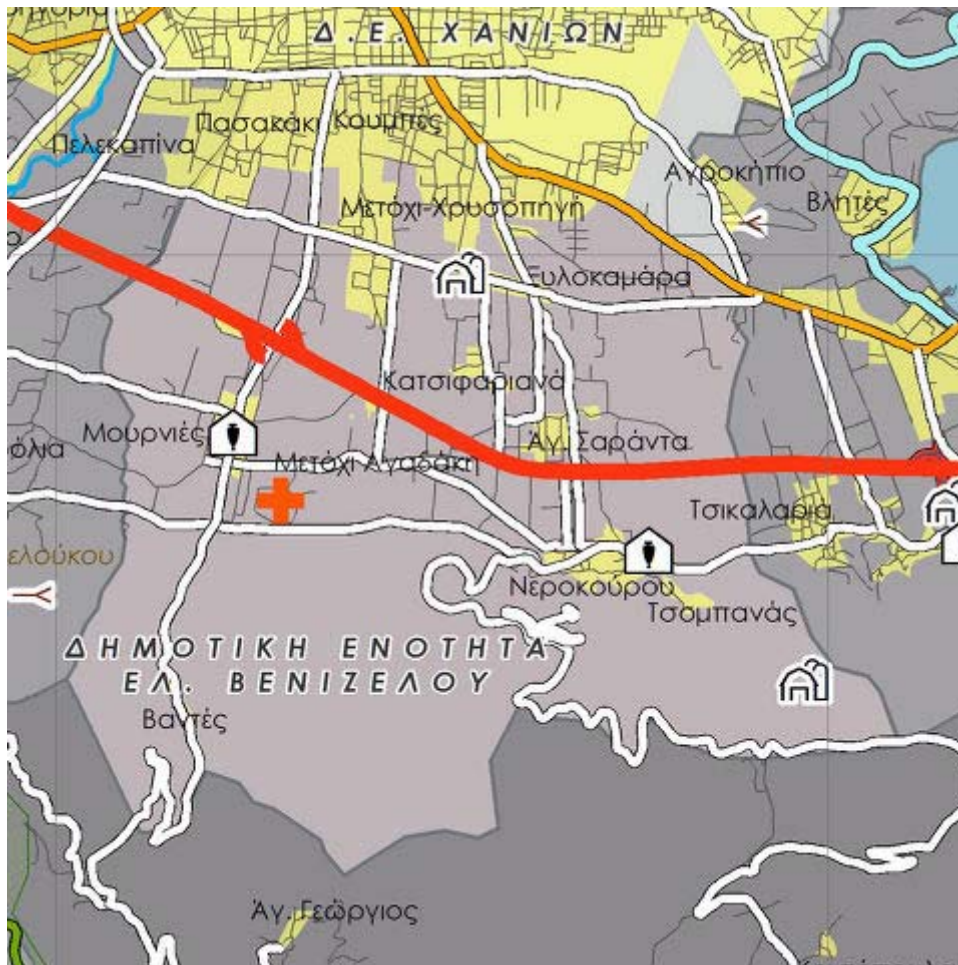 Δ.Ε. ΧΑΝΙΩΝ
Πασακάκι
Κουμπές
Πελεκαπίνα
Αγροκήπιο
Βλητές
Μετόχι-Χρυσοπηγή
Ξυλοκαμάρα
Κατσιφαριανά
Μουρνιές
Άγ. Σαράντα
Μετόχι Αγαδάκη
Τσικαλαριά
Νεροκούρου
Τσομπανάς
ΔΗΜΟΤΙΚΗ ΕΝΟΤΗΤΑ
ΕΛ. ΒΕΝΙΖΕΛΟΥ
Βαντές
Άγ. Γεώργιος